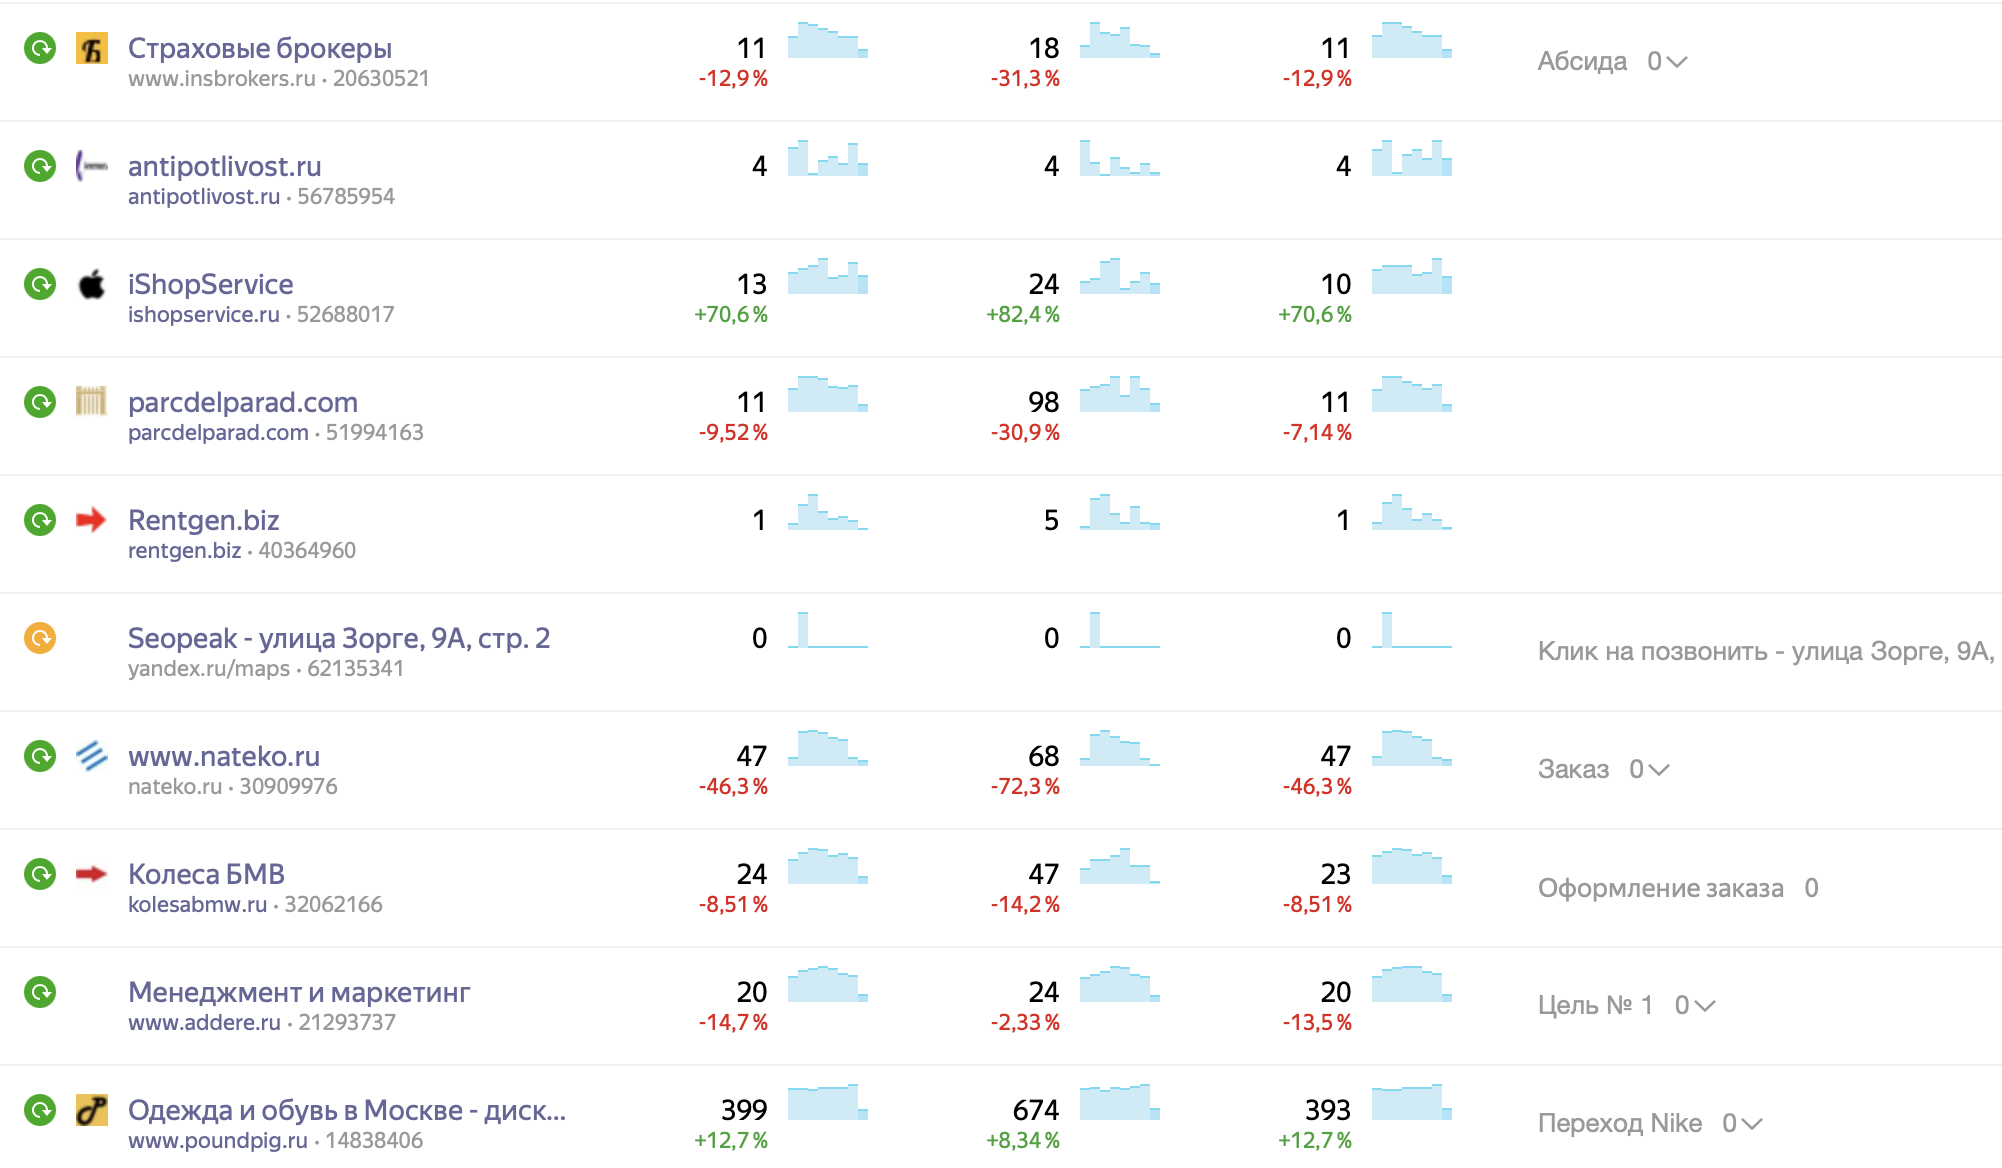 Страховые брокеры 11 18 11 Абсида 0
www.insbrokers.ru · 20630521 -12,9% -31,3% -12,9%
antipotlivost.ru 4 4 4
antipotlivost.ru · 56785954
iShopService 13 24 10
ishopservice.ru · 52688017 +70,6% +82,4% +70,6%
parcdelparad.com 11 98 11
parcdelparad.com · 51994163 -9,52% -30,9% -7,14%
Rentgen.biz 1 5 1
rentgen.biz · 40364960
Seopeak - улица Зорге, 9А, стр. 2 0 0 0 Клик на позвонить - улица Зорге, 9А,
yandex.ru/maps · 62135341
www.nateko.ru 47 68 47 Заказ 0
nateko.ru · 30909976 -46,3% -72,3% -46,3%
Колеса БМВ 24 47 23 Оформление заказа 0
kolesabmw.ru · 32062166 -8,51% -14,2% -8,51%
Менеджмент и маркетинг 20 24 20 Цель № 1 0
www.addere.ru · 21293737 -14,7% -2,33% -13,5%
Одежда и обувь в Москве - диск... 399 674 393 Переход Nike 0
www.poundpig.ru · 14838406 +12,7% +8,34% +12,7%